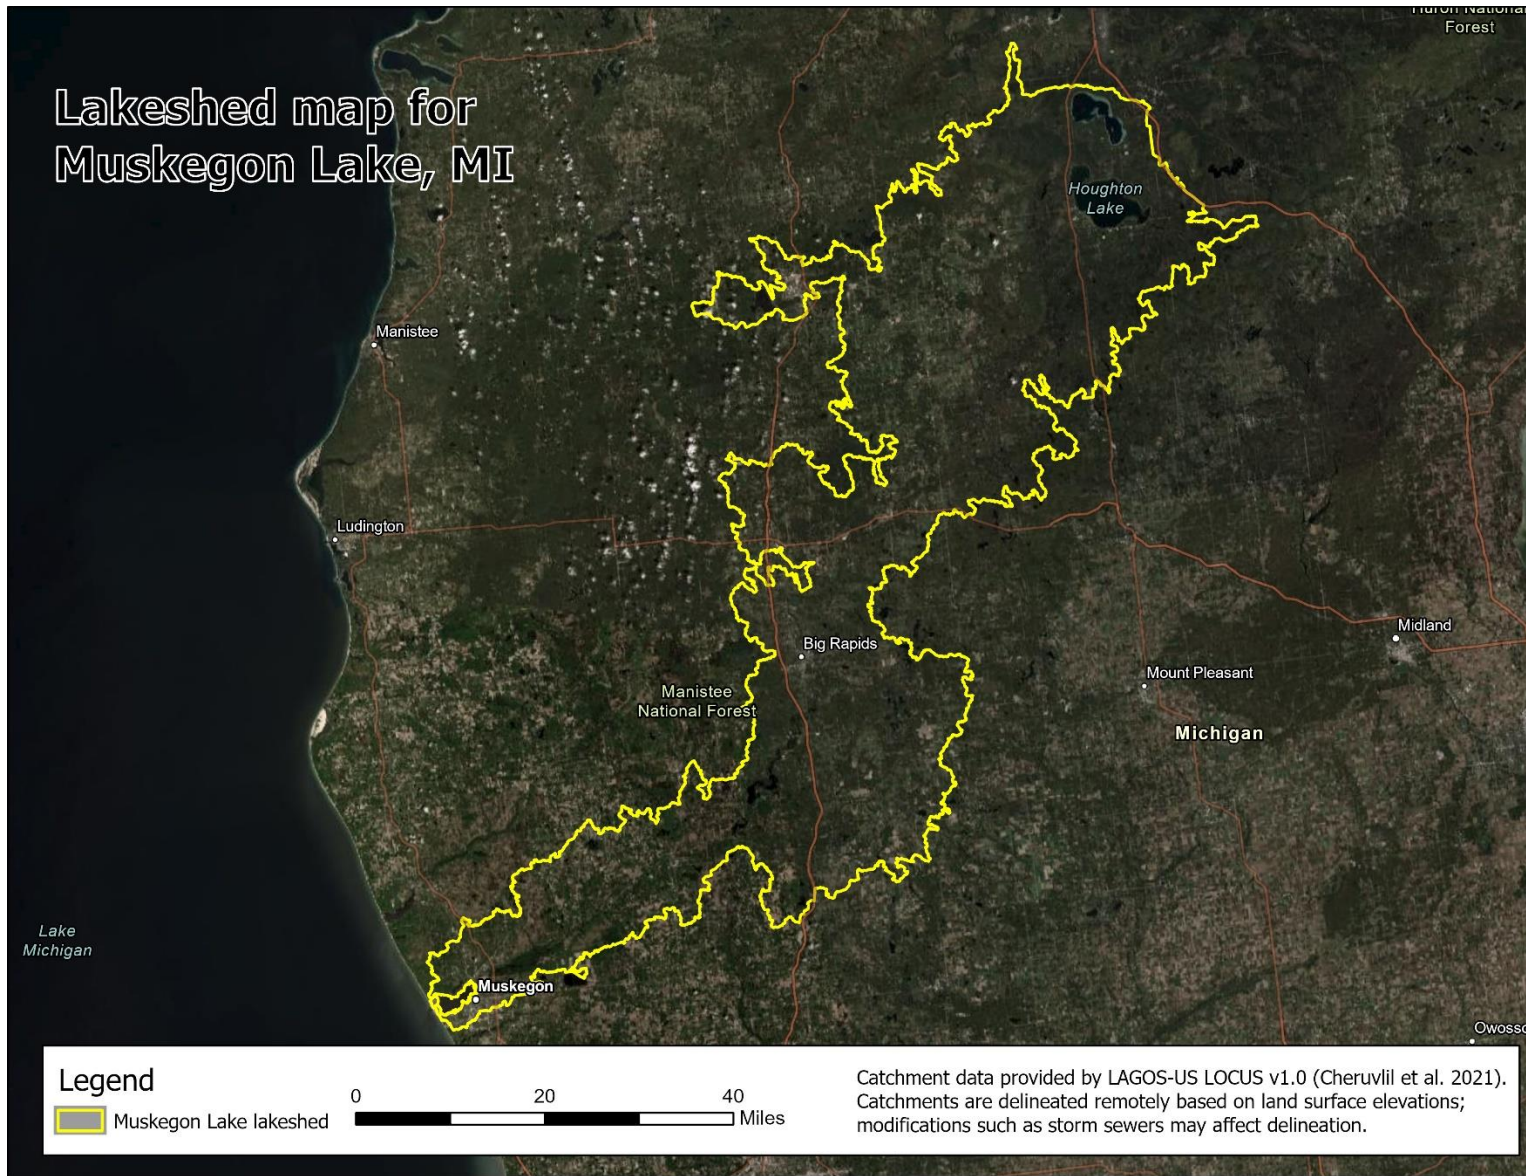 Huron National
Forest
Lakeshed map for
Muskegon Lake, MI
Houghton
Lake
Manistee
Ludington
Big Rapids
Midland
Manistee
National Forest
Mount Pleasant
Michigan
Lake
Michigan
Muskegon
Owosso
Legend
Muskegon Lake lakeshed
0 20 40
Miles
Catchment data provided by LAGOS-US LOCUS v1.0 (Cheruvlil et al. 2021).
Catchments are delineated remotely based on land surface elevations;
modifications such as storm sewers may affect delineation.